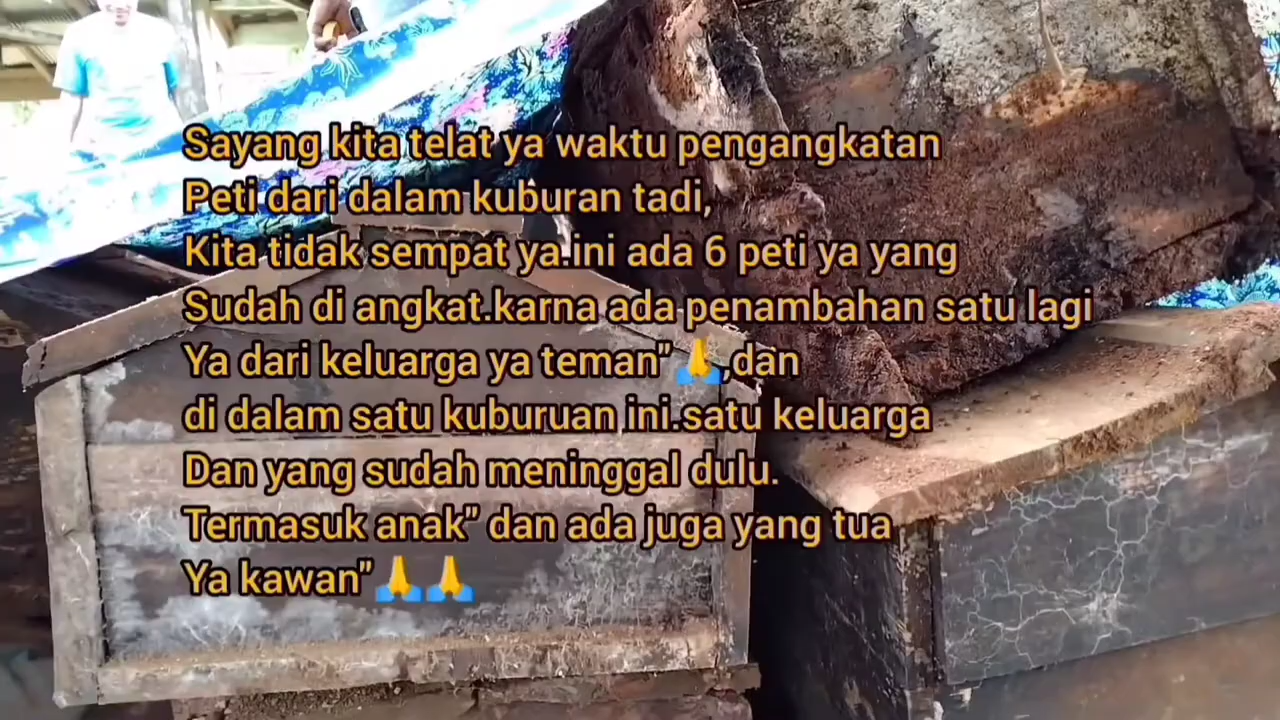 Sayang kita telat ya waktu pengangkatan
Peti dari dalam kuburan tadi,
Kita tidak sempat ya.ini ada 6 peti ya yang
Sudah di angkat.karna ada penambahan satu lagi
Ya dari keluarga ya teman"🙏,dan
di dalam satu kuburuan ini.satu keluarga
Dan yang sudah meninggal dulu.
Termasuk anak" dan ada juga yang tua
Ya kawan"🙏🙏